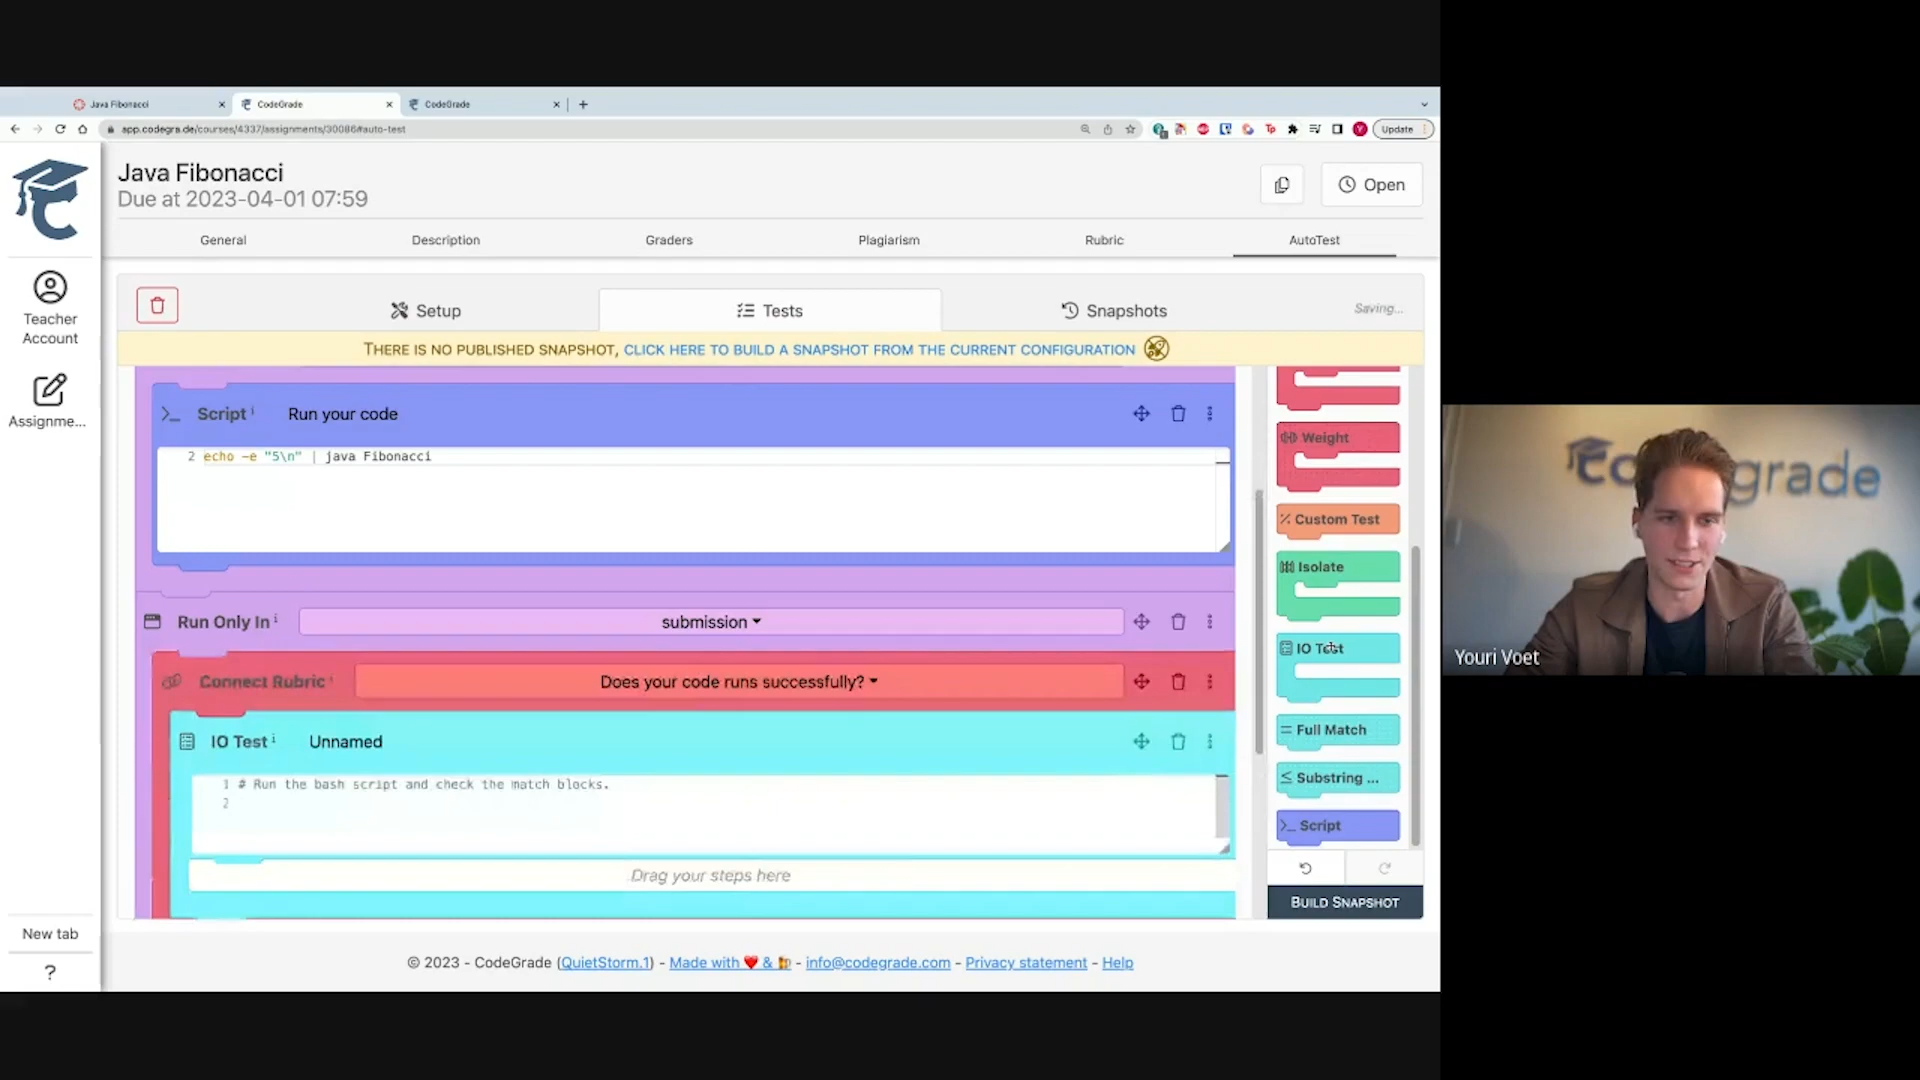 Java Fibonacci
CodeGrade
CodeGrade
app.codegra.de/courses/4337/assignments/30086#auto-test
Update
Java Fibonacci
Due at 2023-04-01 07:59
Open
General
Description
Graders
Plagiarism
Rubric
AutoTest
Teacher
Account
Assignme...
New tab
?
Setup
Tests
Snapshots
Saving...
THERE IS NO PUBLISHED SNAPSHOT, CLICK HERE TO BUILD A SNAPSHOT FROM THE CURRENT CONFIGURATION
>_ Script i Run your code
2 echo -e "5\n" | java Fibonacci
Run Only In i submission
Connect Rubric i Does your code runs successfully?
IO Test i Unnamed
1 # Run the bash script and check the match blocks.
2
Drag your steps here
Weight
Custom Test
Isolate
IO Test
= Full Match
≤ Substring ...
>_ Script
BUILD SNAPSHOT
© 2023 - CodeGrade (QuietStorm.1) - Made with ❤️ & - info@codegrade.com - Privacy statement - Help
grade
Youri Voet